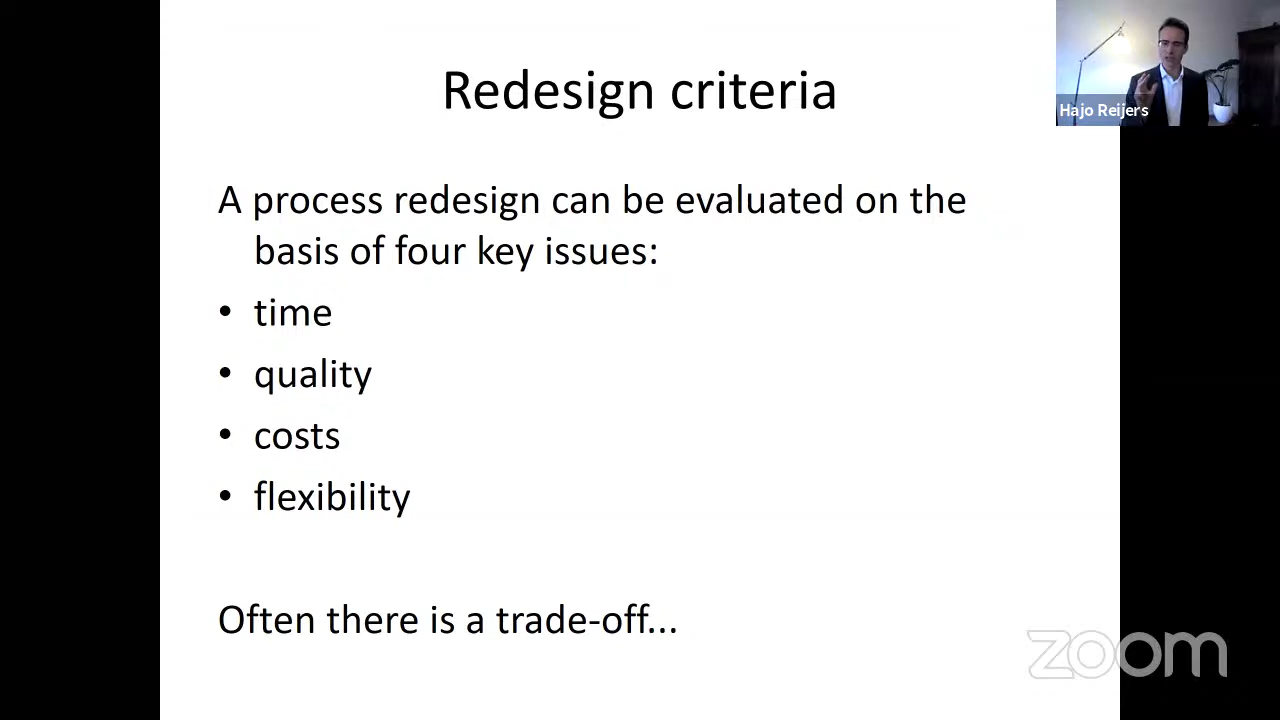 Redesign criteria
Hajo Reijers
A process redesign can be evaluated on the
basis of four key issues:
• time
• quality
• costs
• flexibility
Often there is a trade-off...
zoom